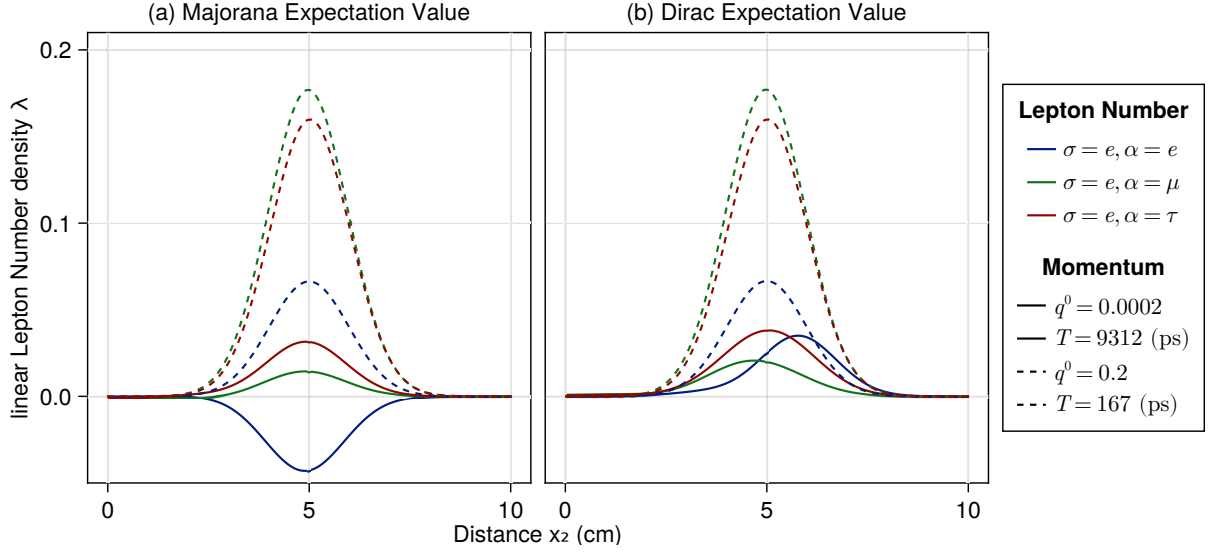 (a) Majorana Expectation Value
(b) Dirac Expectation Value
linear Lepton Number density λ
0.2
0.1
0.0
0
5
10
0
5
10
Distance x₂ (cm)
Lepton Number
σ = e, α = e
σ = e, α = μ
σ = e, α = τ
Momentum
q⁰ = 0.0002
T = 9312 (ps)
q⁰ = 0.2
T = 167 (ps)